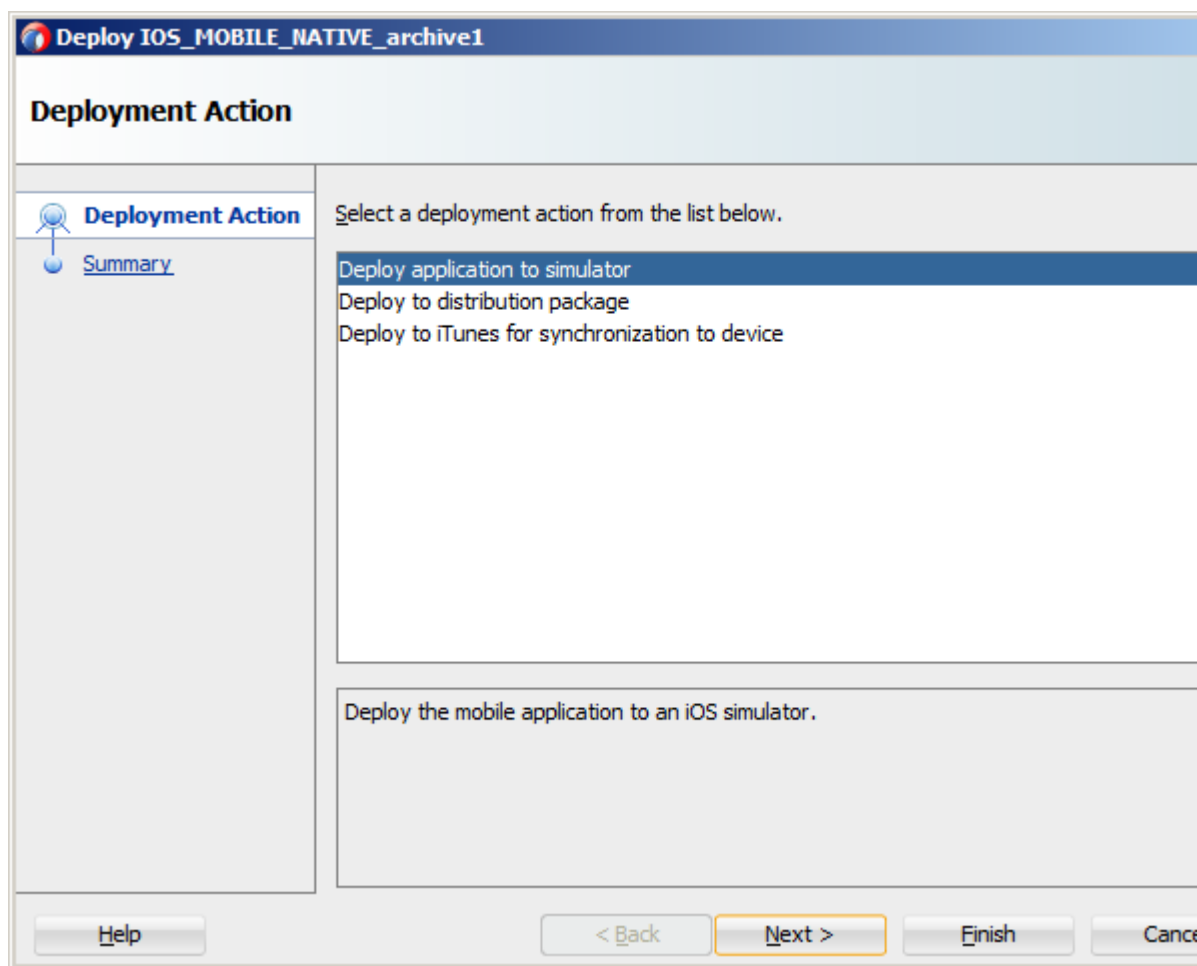 Deploy IOS_MOBILE_NATIVE_archive1
Deployment Action
Deployment Action
Summary
Select a deployment action from the list below.
Deploy application to simulator
Deploy to distribution package
Deploy to iTunes for synchronization to device
Deploy the mobile application to an iOS simulator.
Help
< Back
Next >
Finish
Cance